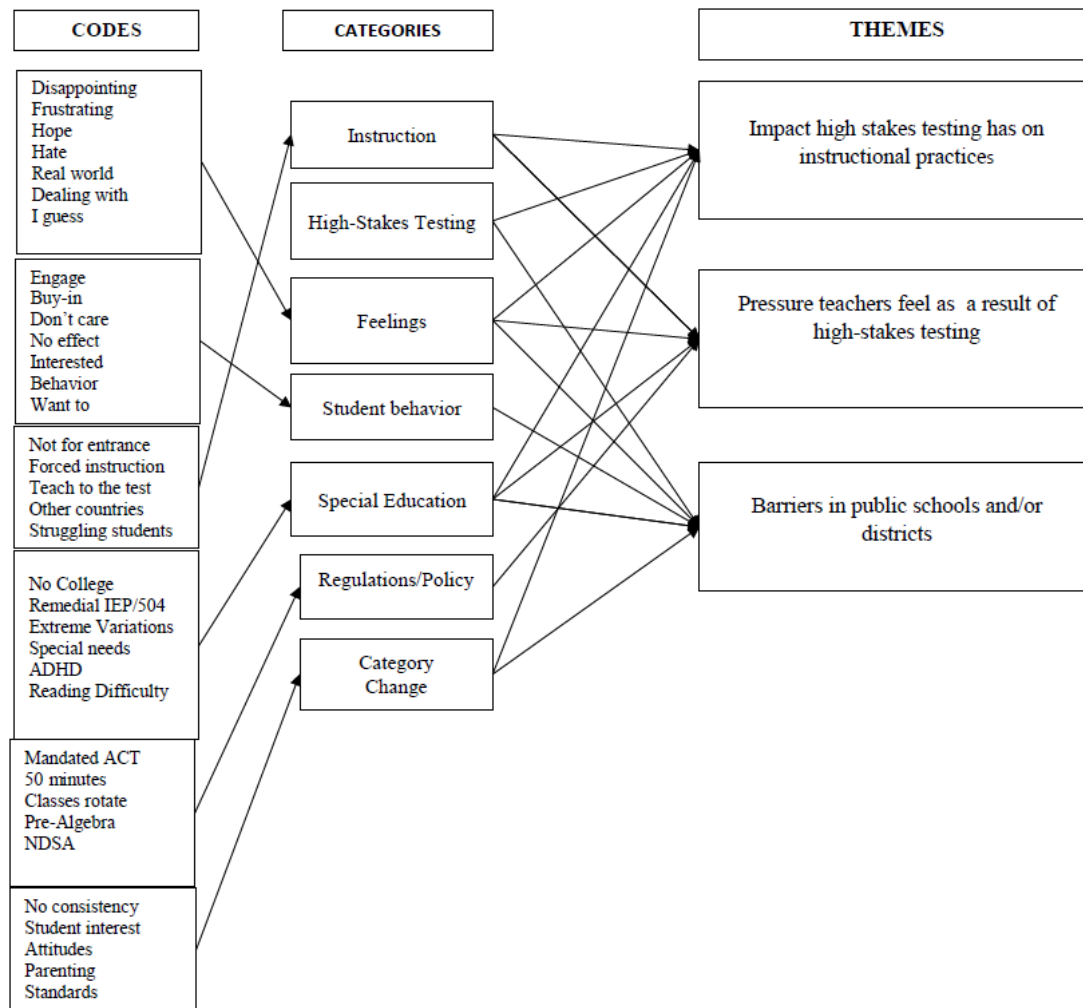 CODES
CATEGORIES
THEMES
Disappointing
Frustrating
Hope
Hate
Real world
Dealing with
I guess
Engage
Buy-in
Don’t care
No effect
Interested
Behavior
Want to
Not for entrance
Forced instruction
Teach to the test
Other countries
Struggling students
No College
Remedial IEP/504
Extreme Variations
Special needs
ADHD
Reading Difficulty
Mandated ACT
50 minutes
Classes rotate
Pre-Algebra
NDSA
No consistency
Student interest
Attitudes
Parenting
Standards
Instruction
High-Stakes Testing
Feelings
Student behavior
Special Education
Regulations/Policy
Category
Change
Impact high stakes testing has on
instructional practices
Pressure teachers feel as a result of
high-stakes testing
Barriers in public schools and/or
districts